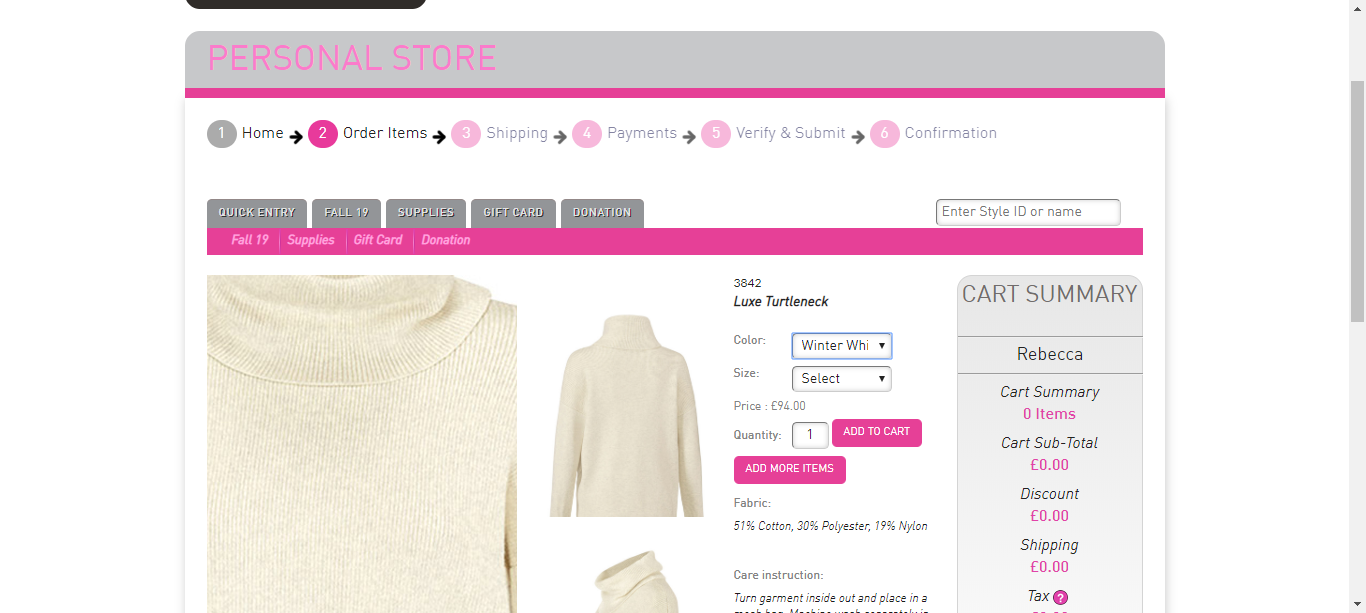 PERSONAL STORE
1 Home 2 Order Items 3 Shipping 4 Payments 5 Verify & Submit 6 Confirmation
QUICK ENTRY FALL 19 SUPPLIES GIFT CARD DONATION
Enter Style ID or name
Fall 19 Supplies Gift Card Donation
3842
Luxe Turtleneck
Color: Winter Whi
Size: Select
Price : £94.00
Quantity: 1 ADD TO CART
ADD MORE ITEMS
Fabric:
51% Cotton, 30% Polyester, 19% Nylon
Care instruction:
Turn garment inside out and place in a
CART SUMMARY
Rebecca
Cart Summary
0 Items
Cart Sub-Total
£0.00
Discount
£0.00
Shipping
£0.00
Tax ?